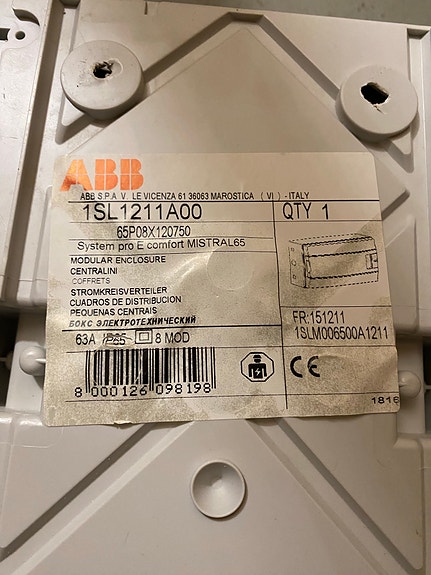 ABB
ABB S.P.A V. LE VICENZA 61 36063 MAROSTICA ( VI ) - ITALY
1SL1211A00
QTY 1
65P08X120750
System pro E comfort MISTRAL65
MODULAR ENCLOSURE
CENTRALINI
COFFRETS
STROMKREISVERTEILER
CUADROS DE DISTRIBUCION
PEQUENAS CENTRAIS
БОКС ЭЛЕКТРОТЕХНИЧЕСКИЙ
63A IP65 8 MOD
FR:151211
1SLM006500A1211
8 000126 098198
CE
1816